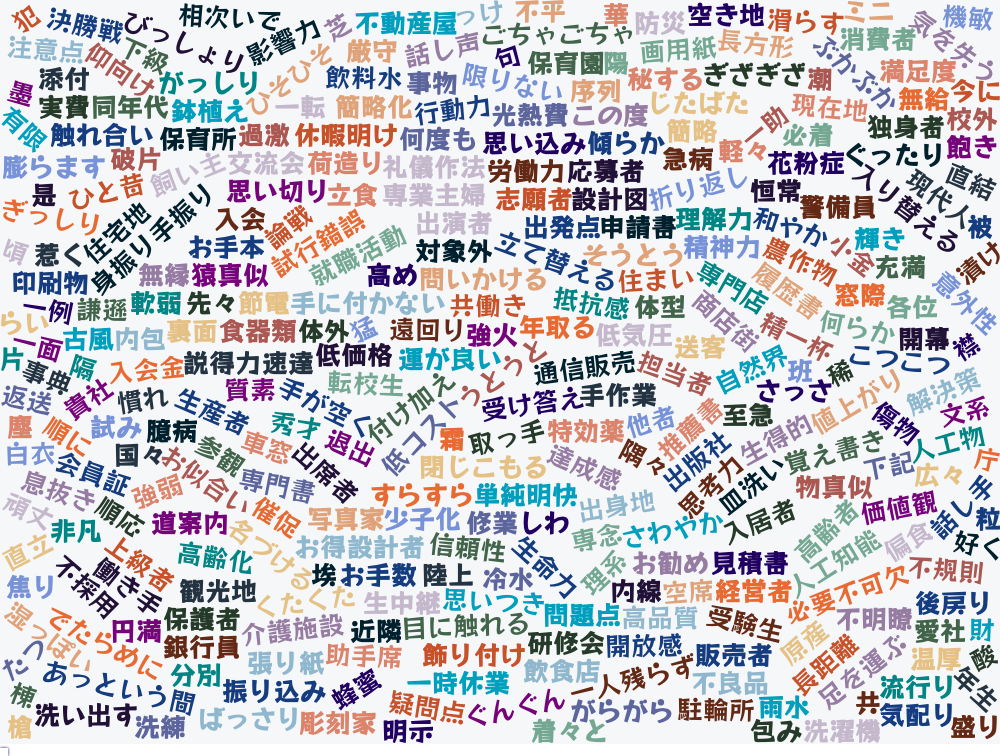 犯 決勝戦 びっしょり 相次いで 影響力 芝 不動産屋 っけ 不平 華 防災 空き地 滑らす ミニ 気を失う 機敏
注意点 仰向け 下級 ひそひそ 厳守 話し声 ごちゃごちゃ 句 保育園 陽 画用紙 長方形 ぷかぷか 消費者
墨 添付 がっしり 飲料水 事物 限りない 序列 秘する ぎざぎざ 潮 満足度 無給 今に
有限 実費 同年代 鉢植え 一転 簡略化 行動力 光熱費 この度 じたばた 簡略 一助 現在地 必着 独身者 校外
触れ合い 保育所 過激 休暇明け 何度も 思い込み 傾らか 急病 軽々 花粉症 ぐったり 飽き
膨らます 破片 飼い主 交流会 荷造り 礼儀作法 労働力 応募者 折り返し 恒常 入り替える 現代人 直結
是 ひと昔 手振り 思い切り 立食 専業主婦 志願者 設計図 警備員 被
ぎっしり 住宅地 身振り 入会 論戦 試行錯誤 出演者 出発点 申請書 理解力 和やか 小金 輝き
頃 惹く お手本 就職活動 対象外 立て替える そうとう 精神力 農作物 充満 漬け
印刷物 無縁 猿真似 高め 問いかける 住まい 専門店 履歴書 窓際 各位 意外性
一例 謙遜 軟弱 先々 節電 手に付かない 共働き 抵抗感 体型 商店街 精一杯 何らか 開幕 襟
らい 一面 古風 内包 裏面 食器類 体外 猛 遠回り 強火 年取る 低気圧 送客 こつこつ
片 事典 隔 入会金 説得力 速達 低価格 運が良い うとうと 通信販売 担当者 自然界 班 稀
返送 貴社 慣れ 生産者 質素 手が空く 転校生 付け加える 受け答え 手作業 さっさ 値上がり 解決策
塵 順に 試み 臆病 参観 車窓 秀才 退出 低コスト 霜 取っ手 特効薬 他者 推薦書 至急 生得的 傷物 文系
白衣 会員証 国々 お似合い 専門書 出席者 閉じこもる 達成感 隅々 出版社 思考力 皿洗い 覚え書き 下記 人工物 広々 庁
息抜き 順応 強弱 催促 すらすら 単純明快 出身地 物真似 価値観 話し手 粒
頑丈 非凡 道案内 名づける 写真家 少子化 修業 しわ 専念 さわやか 入居者 高齢者 偏食 好く
直立 上級者 高齢化 お得 設計者 信頼性 生命力 理系 お勧め 見積書 人工知能
焦り 不採用 働き手 観光地 埃 お手数 陸上 冷水 内線 空席 経営者 必要不可欠 不規則
湿っぽい でたらめに 円満 保護者 くたくた 生中継 思いつき 問題点 高品質 受験生 不明瞭 後戻り
銀行員 介護施設 近隣 目に触れる 研修会 開放感 販売者 原産 長距離 足を運ぶ 愛社 財
たつ あっという間 分別 張り紙 助手席 飾り付け 一時休業 飲食店 一人残らず 不良品 温厚 酸
棟 振り込み 蜂蜜 疑問点 ぐんぐん がらがら 駐輪所 雨水 共 流行り 年生
槍 洗い出す 洗練 ばっさり 彫刻家 明示 着々と 包み 洗濯機 気配り 盛り